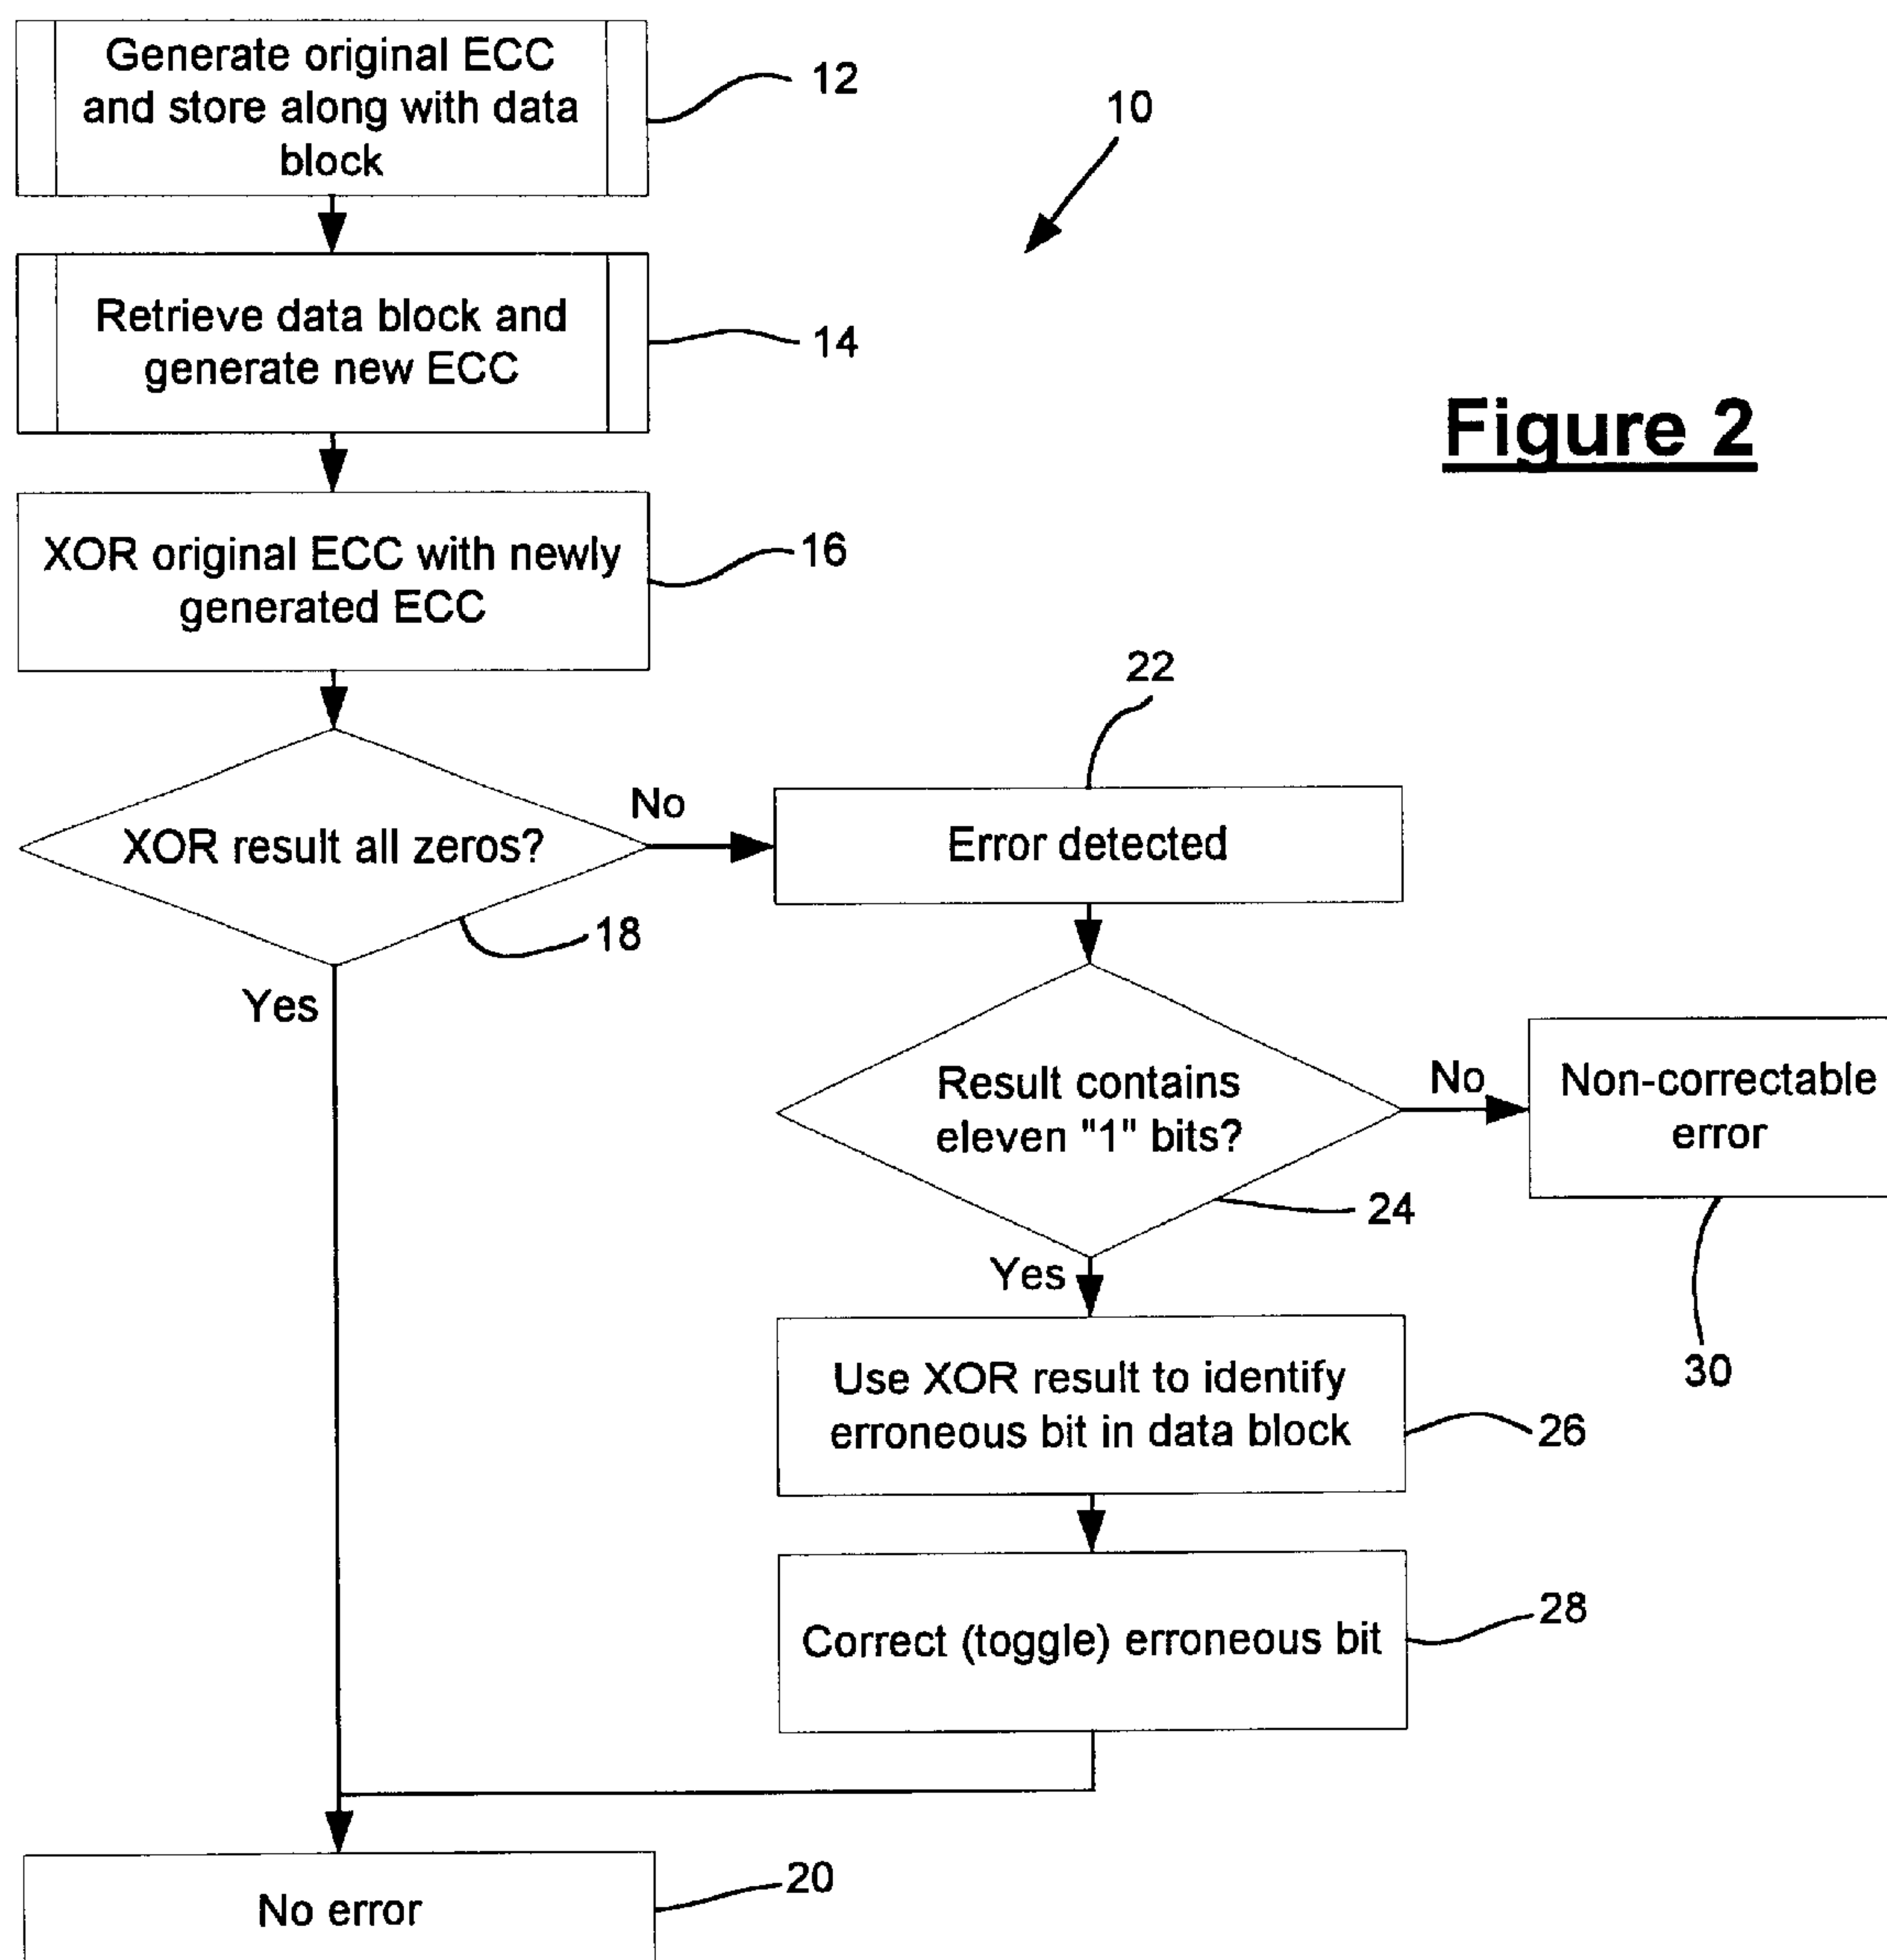 Generate original ECC
and store along with data
block
12
10
Retrieve data block and
generate new ECC
14
Figure 2
XOR original ECC with newly
generated ECC
16
22
XOR result all zeros?
No
Error detected
18
Yes
Result contains
eleven "1" bits?
No
Non-correctable
error
24
Yes
30
Use XOR result to identify
erroneous bit in data block
26
Correct (toggle) erroneous bit
28
No error
20